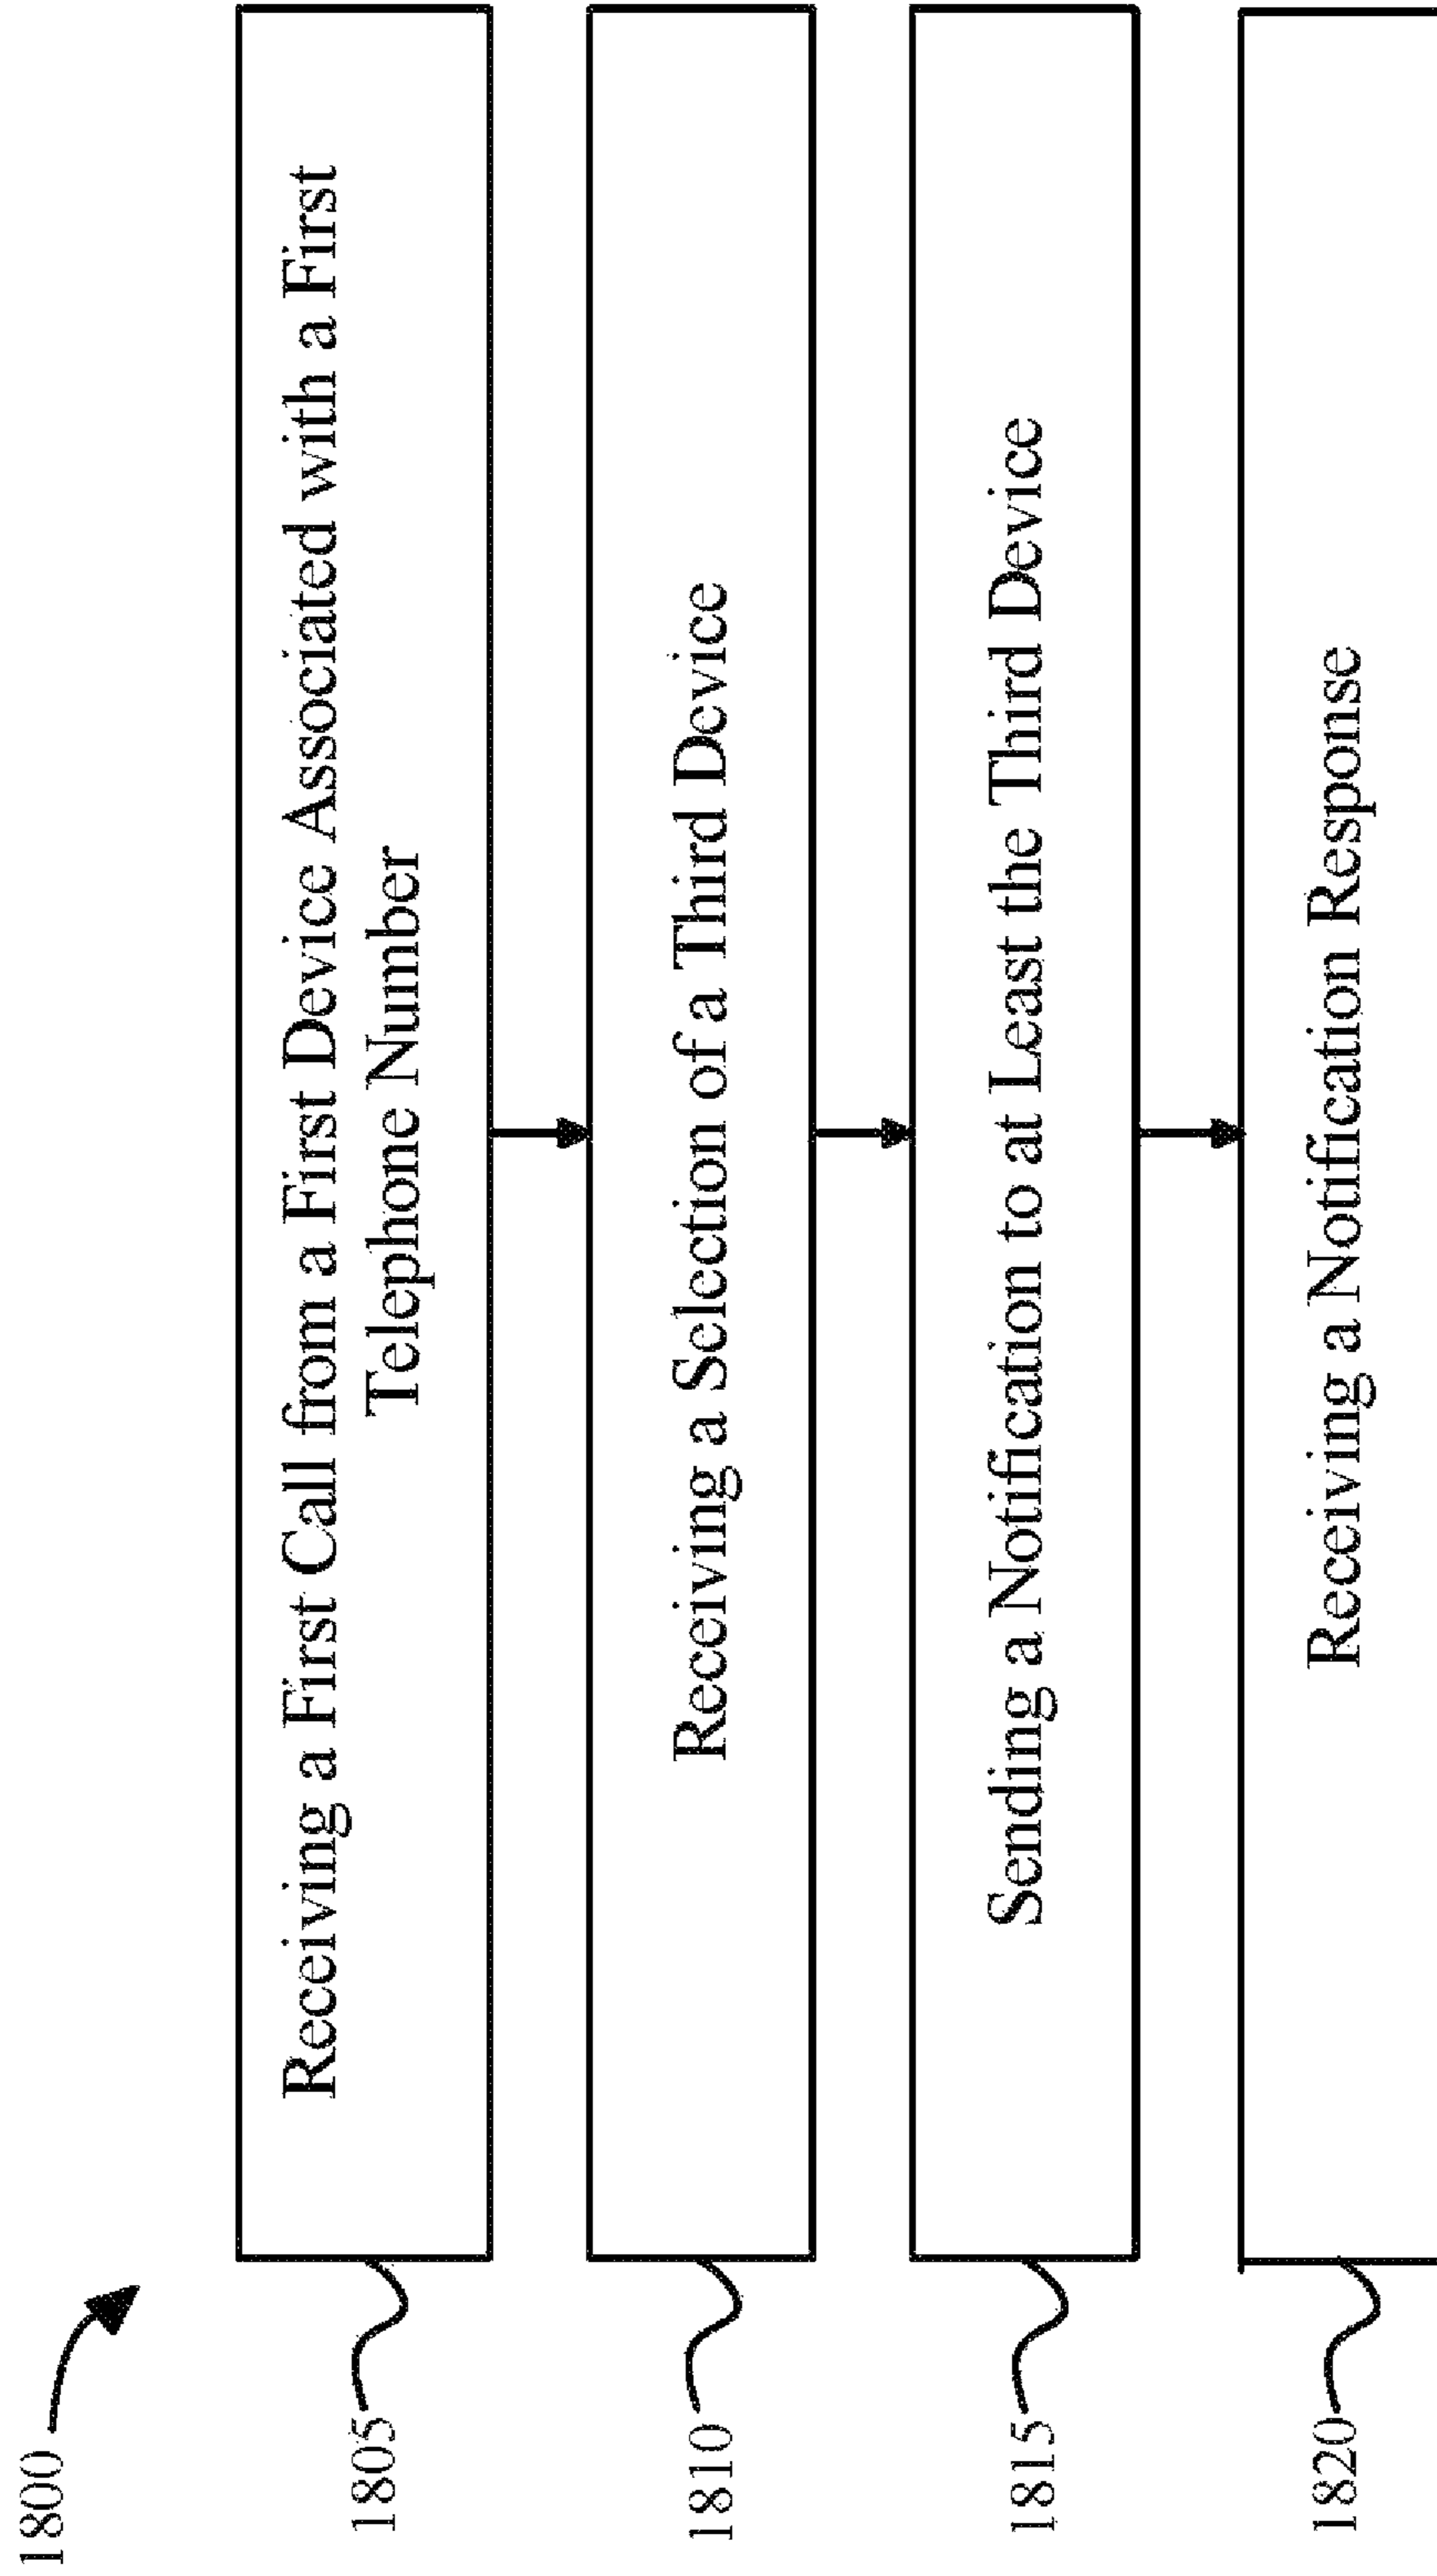 1800
1805
Receiving a First Call from a First Device Associated with a First
Telephone Number
1810
Receiving a Selection of a Third Device
1815
Sending a Notification to at Least the Third Device
1820
Receiving a Notification Response